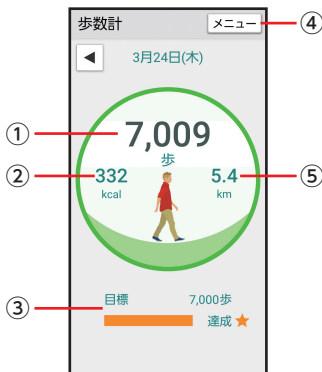 歩数計 メニュー ④
◀ 3月24日(木)
① 7,009
歩
② 332 5.4 ⑤
kcal km
③ 目標 7,000歩
達成 ★